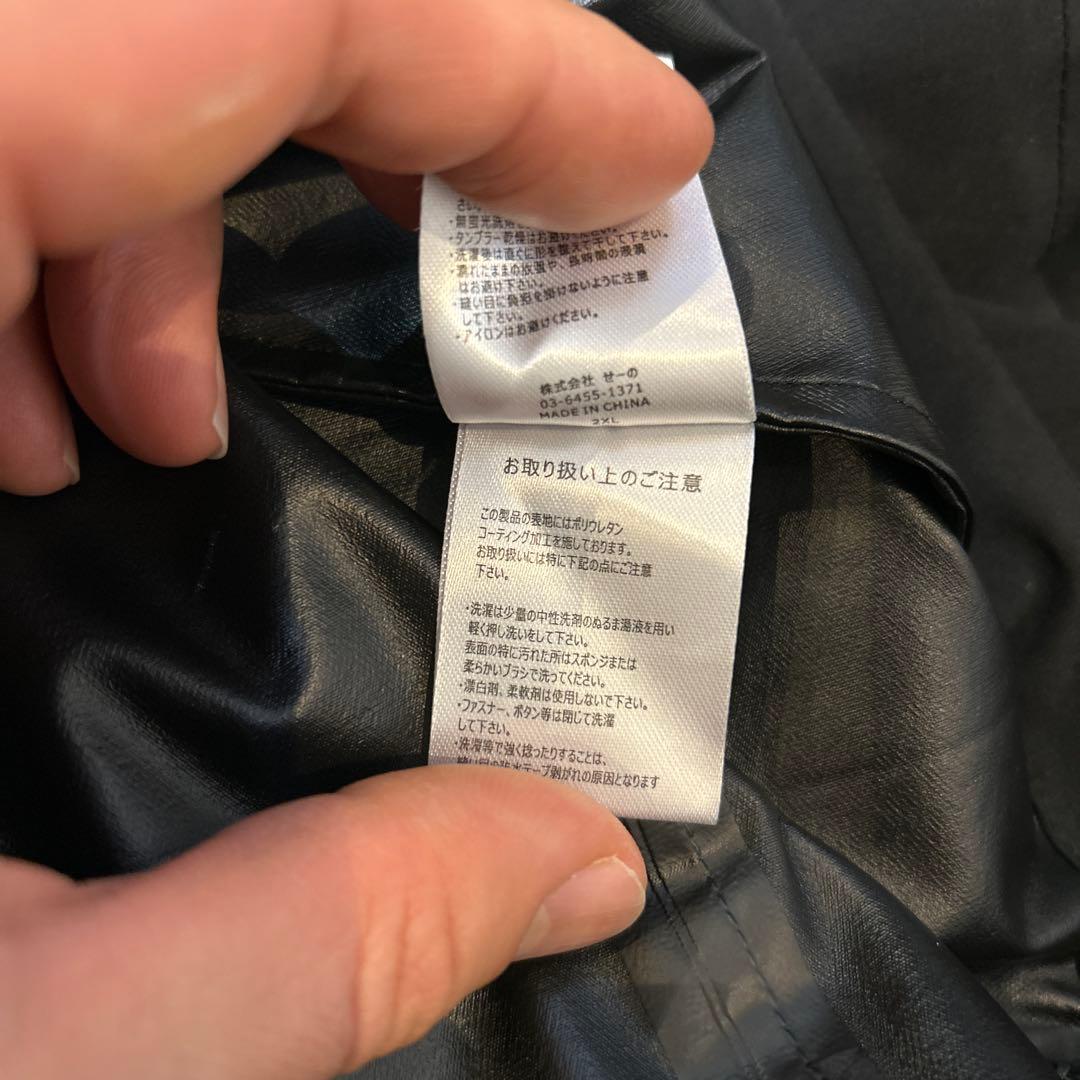 さい。
・無蛍光洗剤
・タンブラー乾燥はお避け下さい。
・洗濯後は直ぐに形を整えて干して下さい。
・濡れたままの放置や、長時間の浸漬
はお避け下さい。
・縫い目に負担を掛けないように注意
して下さい。
・アイロンはお避けください。
株式会社 せーの
03-6455-1371
MADE IN CHINA
2XL
お取り扱い上のご注意
この製品の表地にはポリウレタン
コーティング加工を施しております。
お取り扱いには特に下記の点にご注意
下さい。
・洗濯は少量の中性洗剤のぬるま湯液を用い
軽く押し洗いをして下さい。
表面の特に汚れた所はスポンジまたは
柔らかいブラシで洗ってください。
・漂白剤、柔軟剤は使用しないで下さい。
・ファスナー、ボタン等は閉じて洗濯
して下さい。
・洗濯等で強く捻ったりすることは、
縫い目の防水テープ剥がれの原因となります